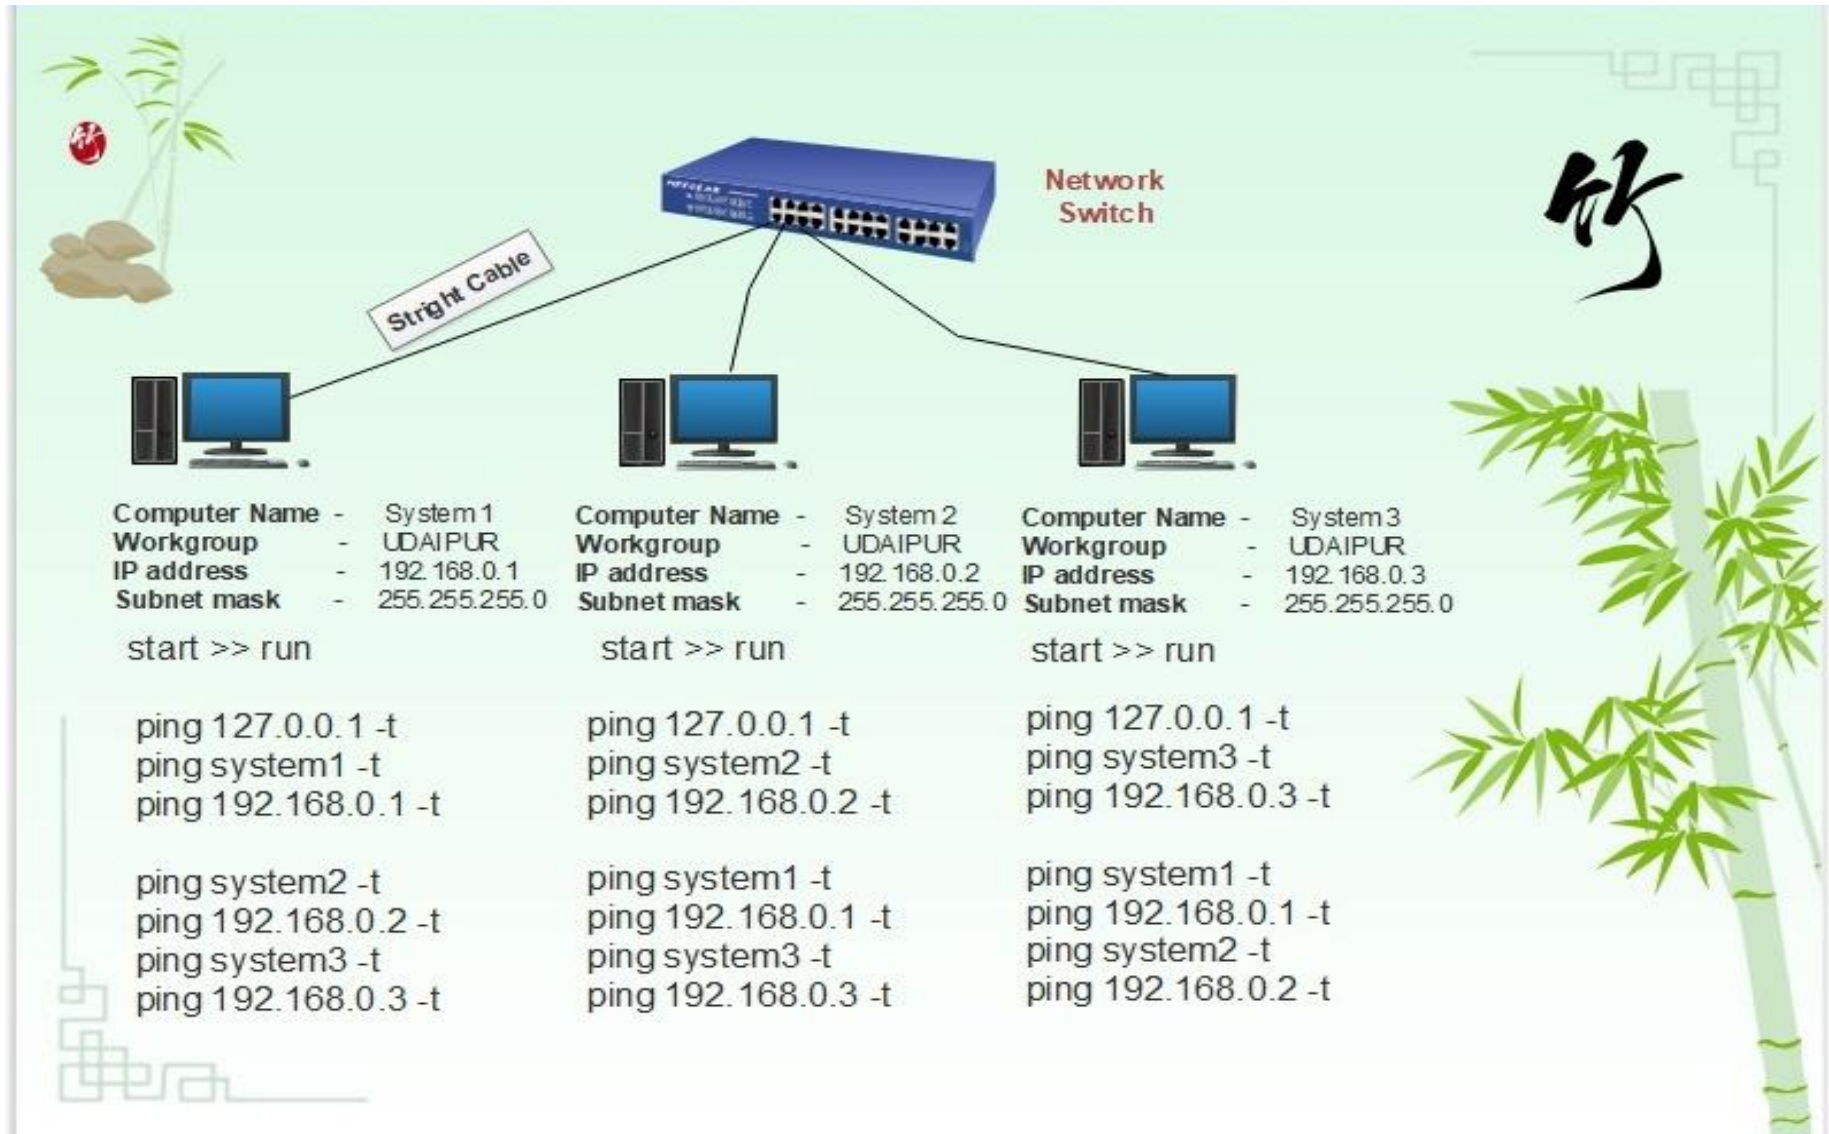 竹
竹
Network
Switch
Stright Cable
Computer Name - System 1
Workgroup - UDAIPUR
IP address - 192.168.0.1
Subnet mask - 255.255.255.0
start >> run
ping 127.0.0.1 -t
ping system1 -t
ping 192.168.0.1 -t
ping system2 -t
ping 192.168.0.2 -t
ping system3 -t
ping 192.168.0.3 -t
Computer Name - System 2
Workgroup - UDAIPUR
IP address - 192.168.0.2
Subnet mask - 255.255.255.0
start >> run
ping 127.0.0.1 -t
ping system2 -t
ping 192.168.0.2 -t
ping system1 -t
ping 192.168.0.1 -t
ping system3 -t
ping 192.168.0.3 -t
Computer Name - System 3
Workgroup - UDAIPUR
IP address - 192.168.0.3
Subnet mask - 255.255.255.0
start >> run
ping 127.0.0.1 -t
ping system3 -t
ping 192.168.0.3 -t
ping system1 -t
ping 192.168.0.1 -t
ping system2 -t
ping 192.168.0.2 -t